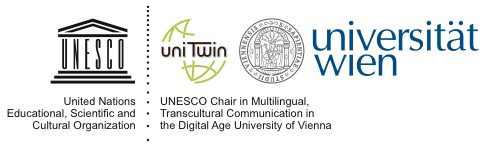 UNESCO
United Nations
Educational, Scientific and
Cultural Organization
uniTwin
universität
wien
UNESCO Chair in Multilingual,
Transcultural Communication in
the Digital Age University of Vienna